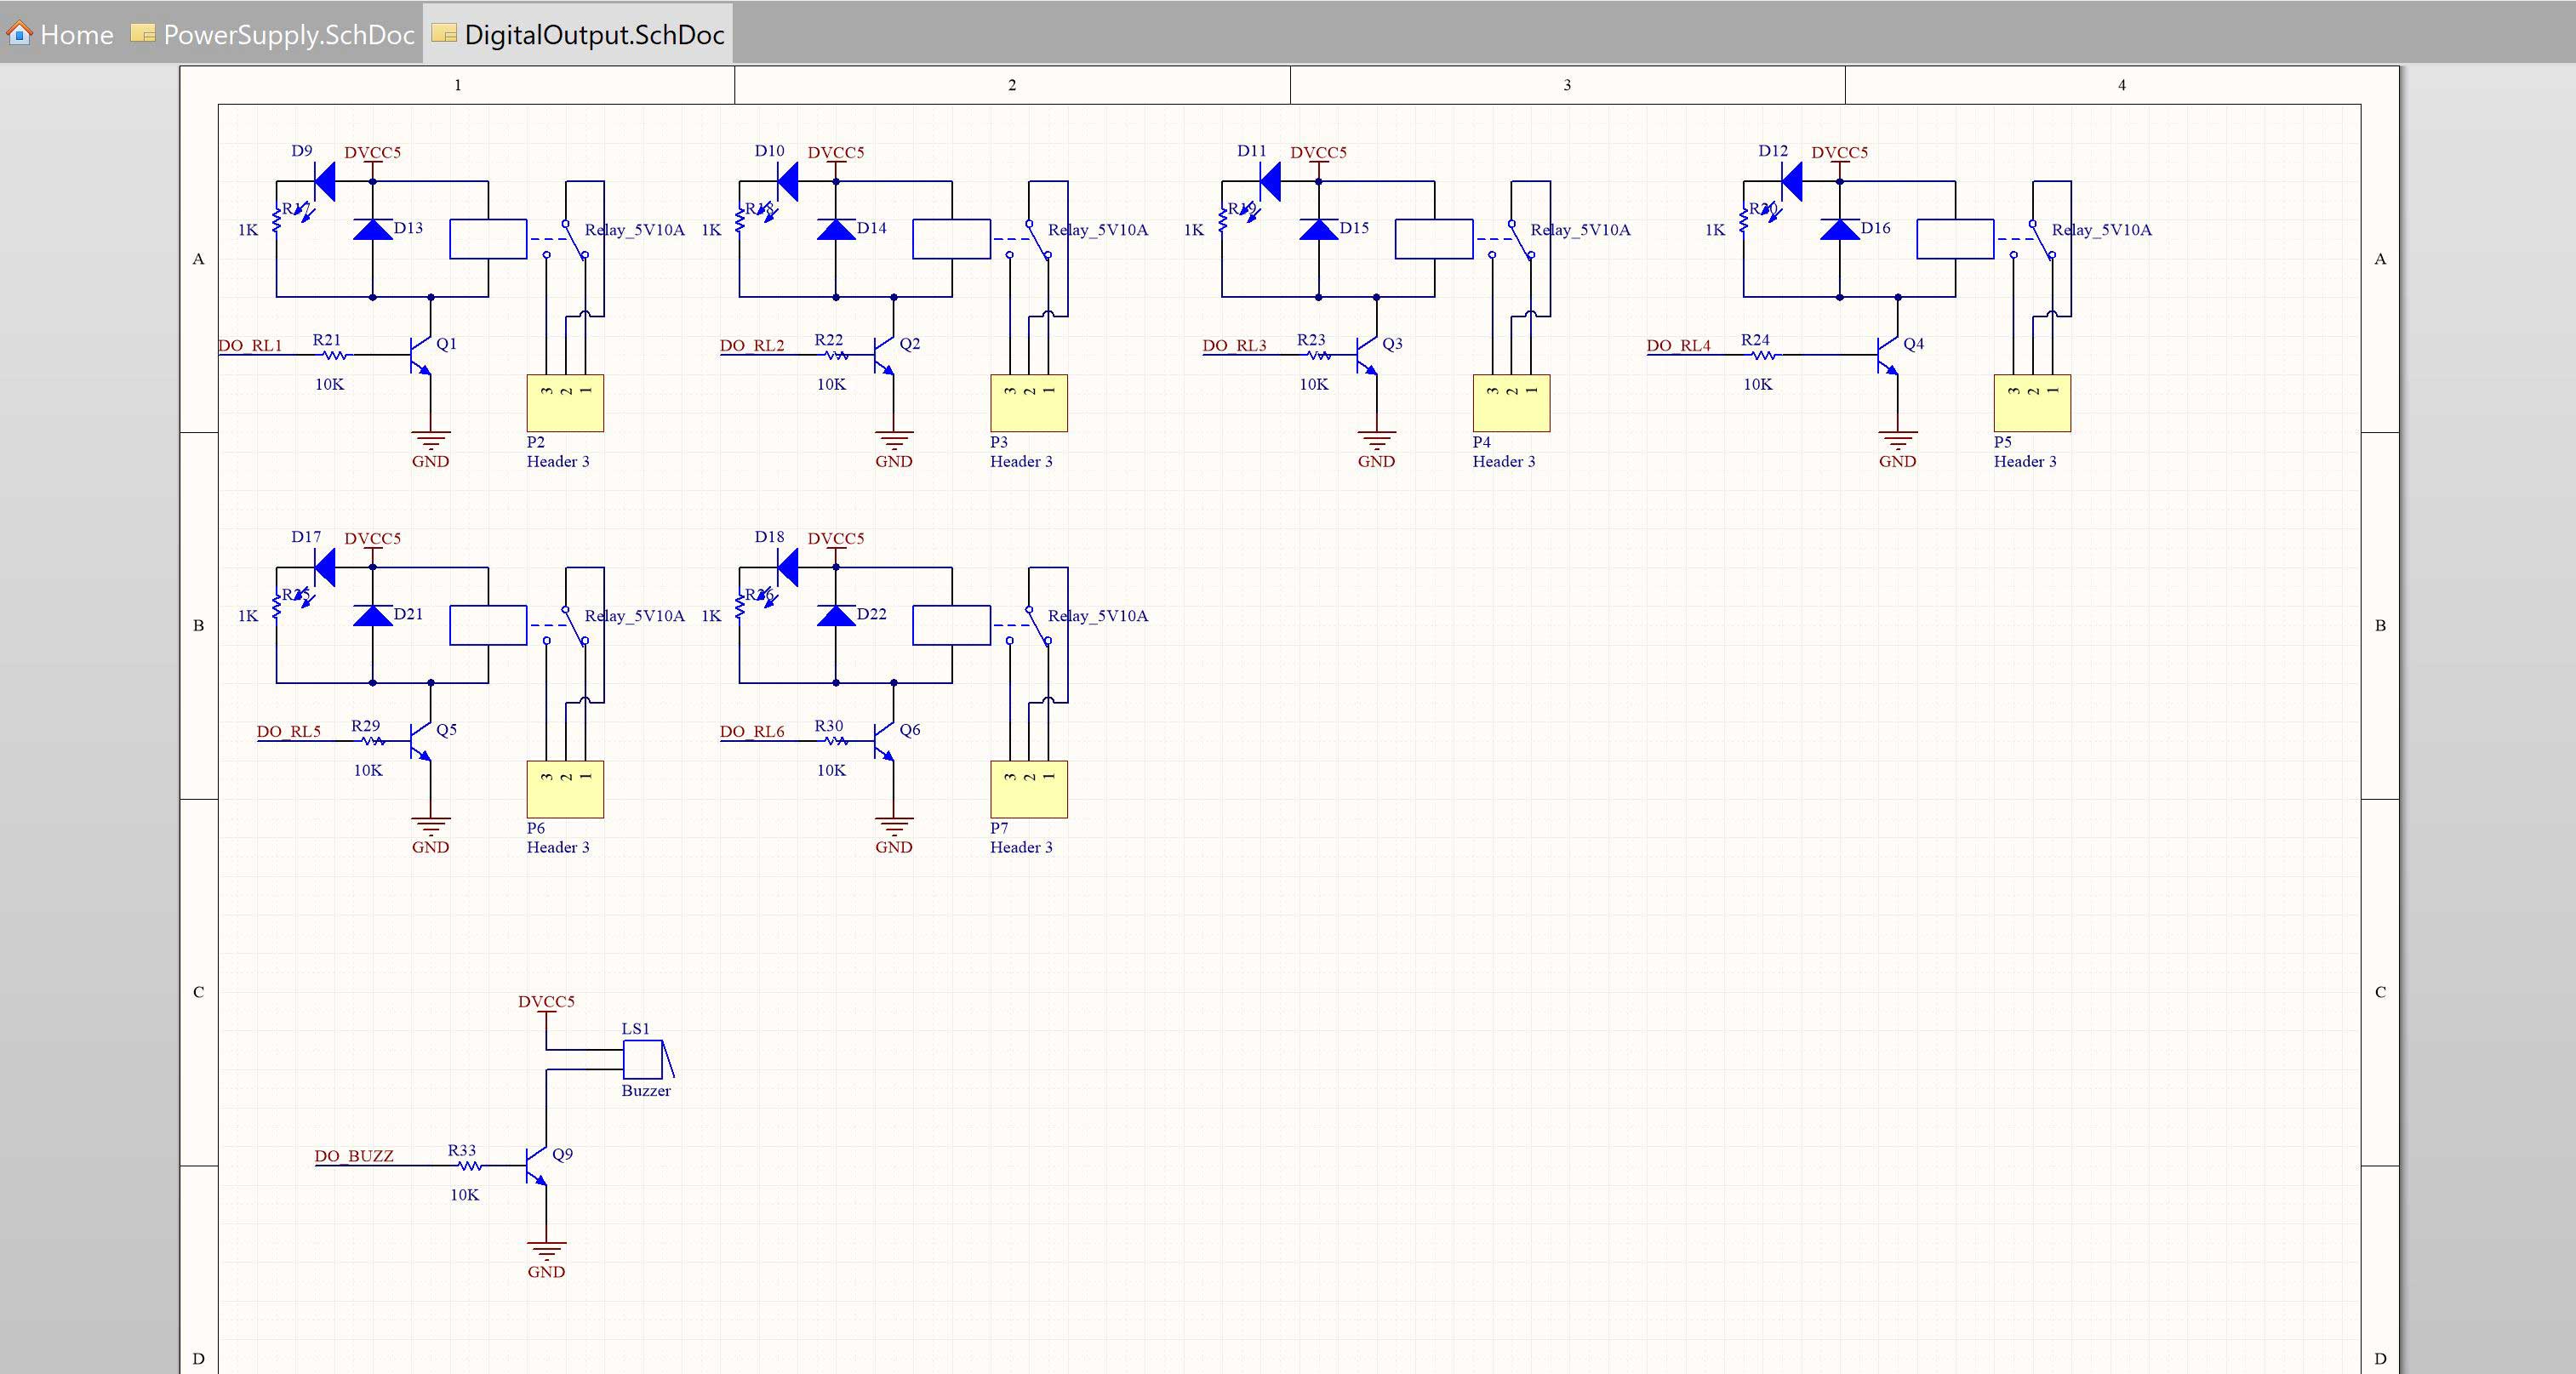 Home PowerSupply.SchDoc DigitalOutput.SchDoc
1 2 3 4
D9 DVCC5 D10 DVCC5 D11 DVCC5 D12 DVCC5
R17 R18 R19 R20
1K D13 Relay_5V10A 1K D14 Relay_5V10A 1K D15 Relay_5V10A 1K D16 Relay_5V10A
A A
DO_RL1 R21 Q1 DO_RL2 R22 Q2 DO_RL3 R23 Q3 DO_RL4 R24 Q4
10K 10K 10K 10K
3 2 1 3 2 1 3 2 1 3 2 1
P2 P3 P4 P5
GND Header 3 GND Header 3 GND Header 3 GND Header 3
D17 DVCC5 D18 DVCC5
R25 R26
1K D21 Relay_5V10A 1K D22 Relay_5V10A
B B
DO_RL5 R29 Q5 DO_RL6 R30 Q6
10K 10K
3 2 1 3 2 1
P6 P7
GND Header 3 GND Header 3
C C
DVCC5
LS1
Buzzer
DO_BUZZ R33 Q9
10K
GND
D D